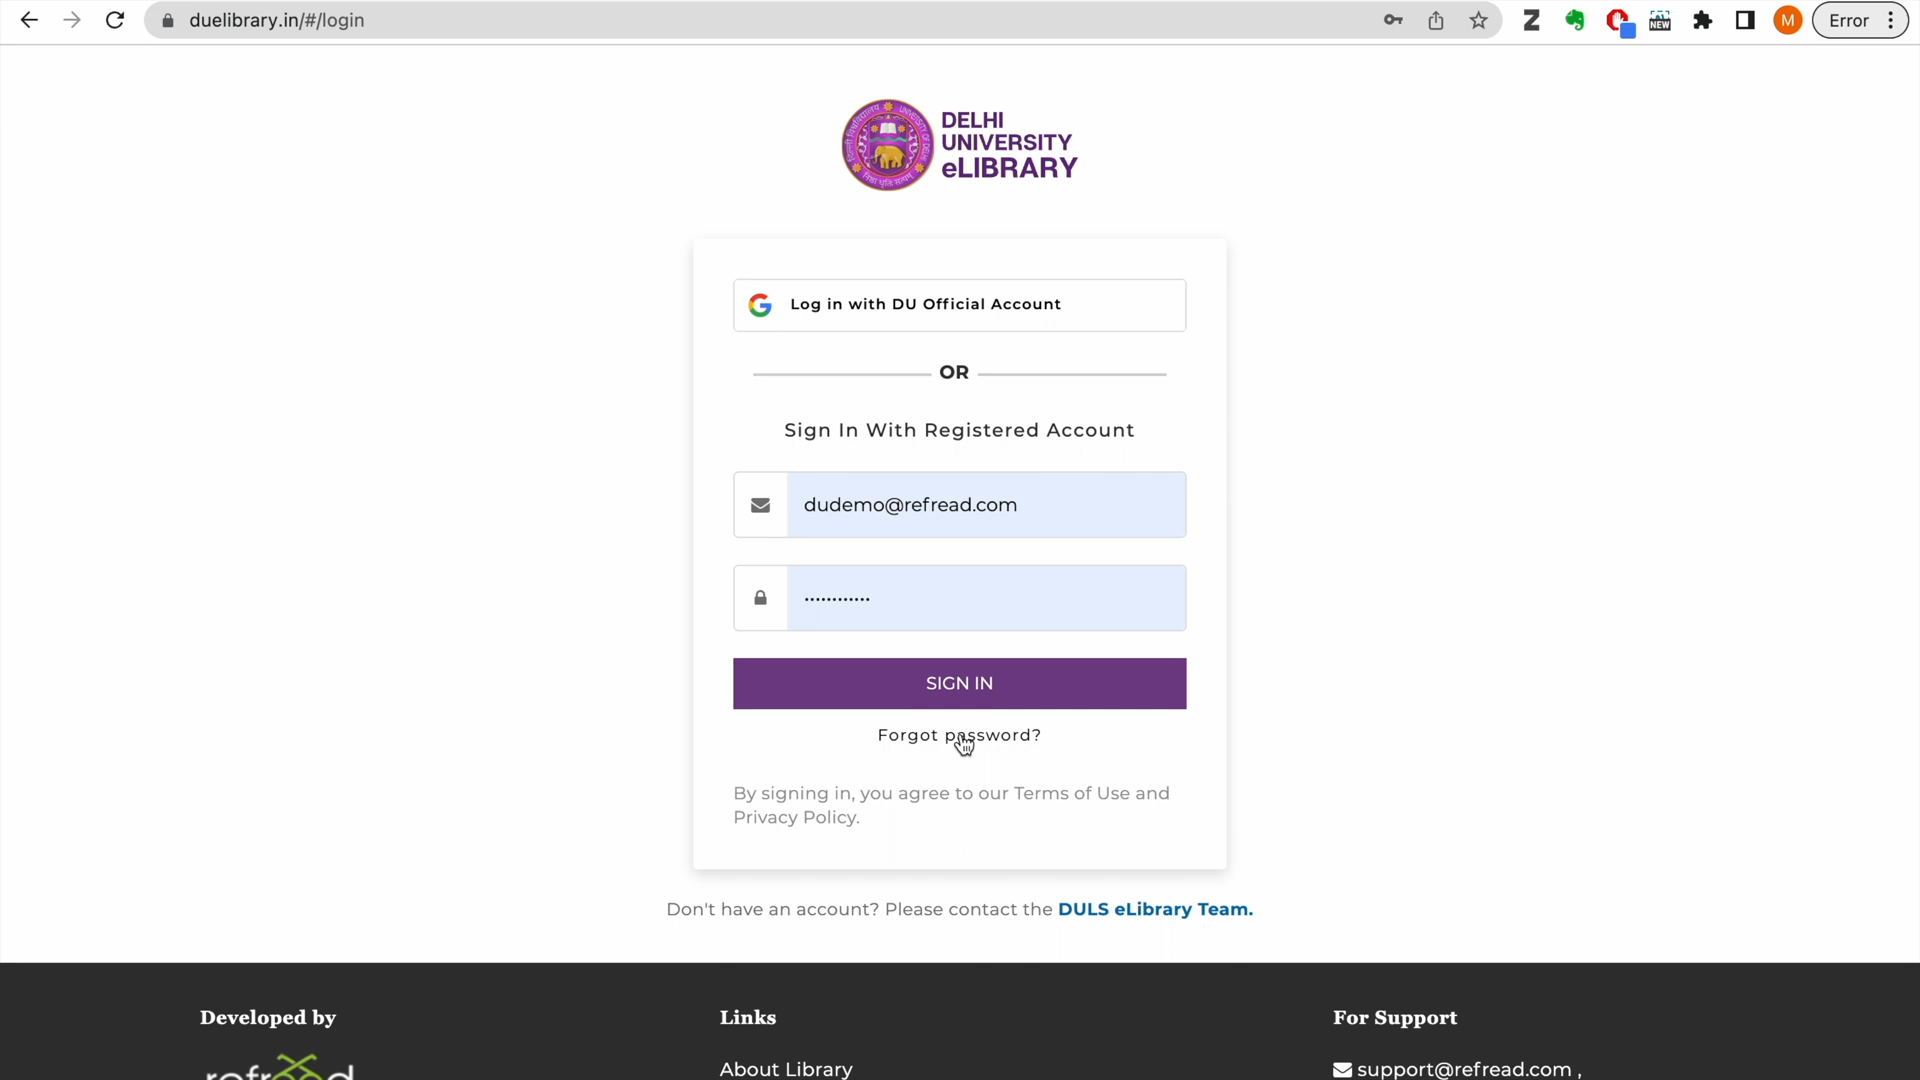 duelibrary.in/#/login
NEW
M
Error
DELHI
UNIVERSITY
eLIBRARY
Log in with DU Official Account
OR
Sign In With Registered Account
dudemo@refread.com
............
SIGN IN
Forgot password?
By signing in, you agree to our Terms of Use and
Privacy Policy.
Don't have an account? Please contact the DULS eLibrary Team.
Developed by
Links
For Support
refread
About Library
support@refread.com ,